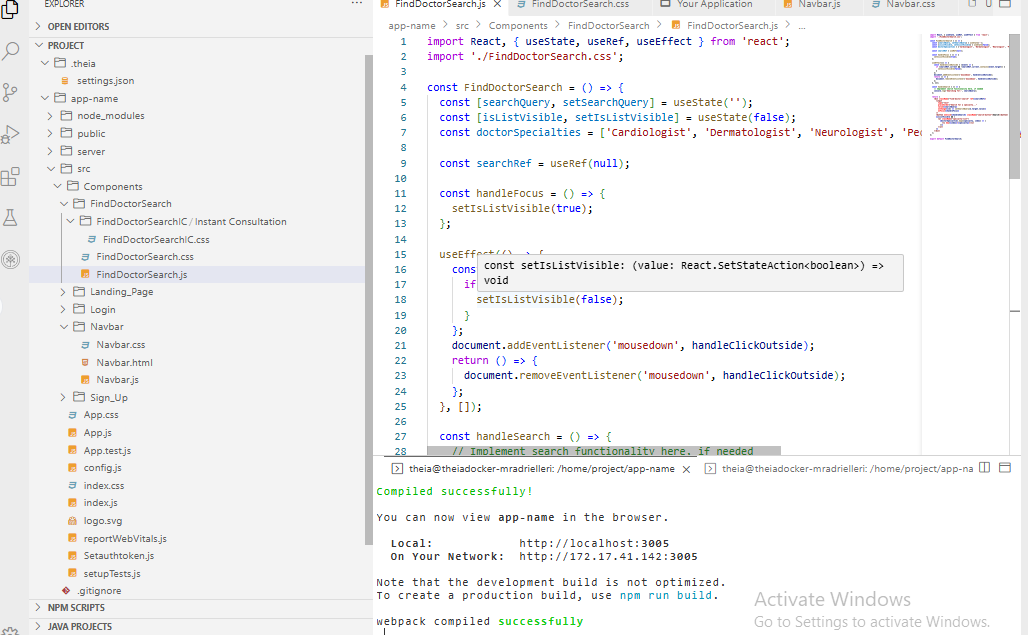 EXPLORER
OPEN EDITORS
PROJECT
.theia
settings.json
app-name
node_modules
public
server
src
Components
FindDoctorSearch
FindDoctorSearchIC / Instant Consultation
FindDoctorSearchIC.css
FindDoctorSearch.css
FindDoctorSearch.js
Landing_Page
Login
Navbar
Navbar.css
Navbar.html
Navbar.js
Sign_Up
App.css
App.js
App.test.js
config.js
index.css
index.js
logo.svg
reportWebVitals.js
Setauthtoken.js
setupTests.js
.gitignore
NPM SCRIPTS
JAVA PROJECTS
FindDoctorSearch.js FindDoctorSearch.css Your Application Navbar.js Navbar.css
app-name > src > Components > FindDoctorSearch > FindDoctorSearch.js > ...
1 import React, { useState, useRef, useEffect } from 'react';
2 import './FindDoctorSearch.css';
3
4 const FindDoctorSearch = () => {
5 const [searchQuery, setSearchQuery] = useState('');
6 const [isListVisible, setIsListVisible] = useState(false);
7 const doctorSpecialties = ['Cardiologist', 'Dermatologist', 'Neurologist', 'Pe
8
9 const searchRef = useRef(null);
10
11 const handleFocus = () => {
12 setIsListVisible(true);
13 };
14
15 useEffect(() => {
16 cons
const setIsListVisible: (value: React.SetStateAction<boolean>) =>
void
17 if
18 setIsListVisible(false);
19 }
20 };
21 document.addEventListener('mousedown', handleClickOutside);
22 return () => {
23 document.removeEventListener('mousedown', handleClickOutside);
24 };
25 }, []);
26
27 const handleSearch = () => {
28 // Implement search functionality here, if needed
theia@theiadocker-mradrielleri: /home/project/app-name theia@theiadocker-mradrielleri: /home/project/app-na
Compiled successfully!
You can now view app-name in the browser.
Local: http://localhost:3005
On Your Network: http://172.17.41.142:3005
Note that the development build is not optimized.
To create a production build, use npm run build.
webpack compiled successfully
Activate Windows
Go to Settings to activate Windows.